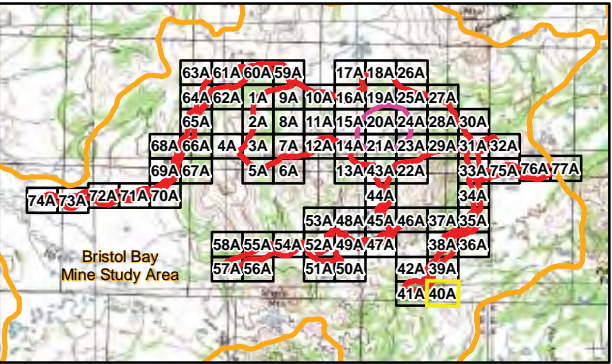 63A 61A 60A 59A 17A 18A 26A
64A 62A 1A 9A 10A 16A 19A 25A 27A
65A 2A 8A 11A 15A 20A 24A 28A 30A
68A 66A 4A 3A 7A 12A 14A 21A 23A 29A 31A 32A
69A 67A 5A 6A 13A 43A 22A 33A 75A 76A 77A
74A 73A 72A 71A 70A 44A 34A
53A 48A 45A 46A 37A 35A
58A 55A 54A 52A 49A 47A 38A 36A
Bristol Bay
Mine Study Area
57A 56A 51A 50A 42A 39A
41A 40A